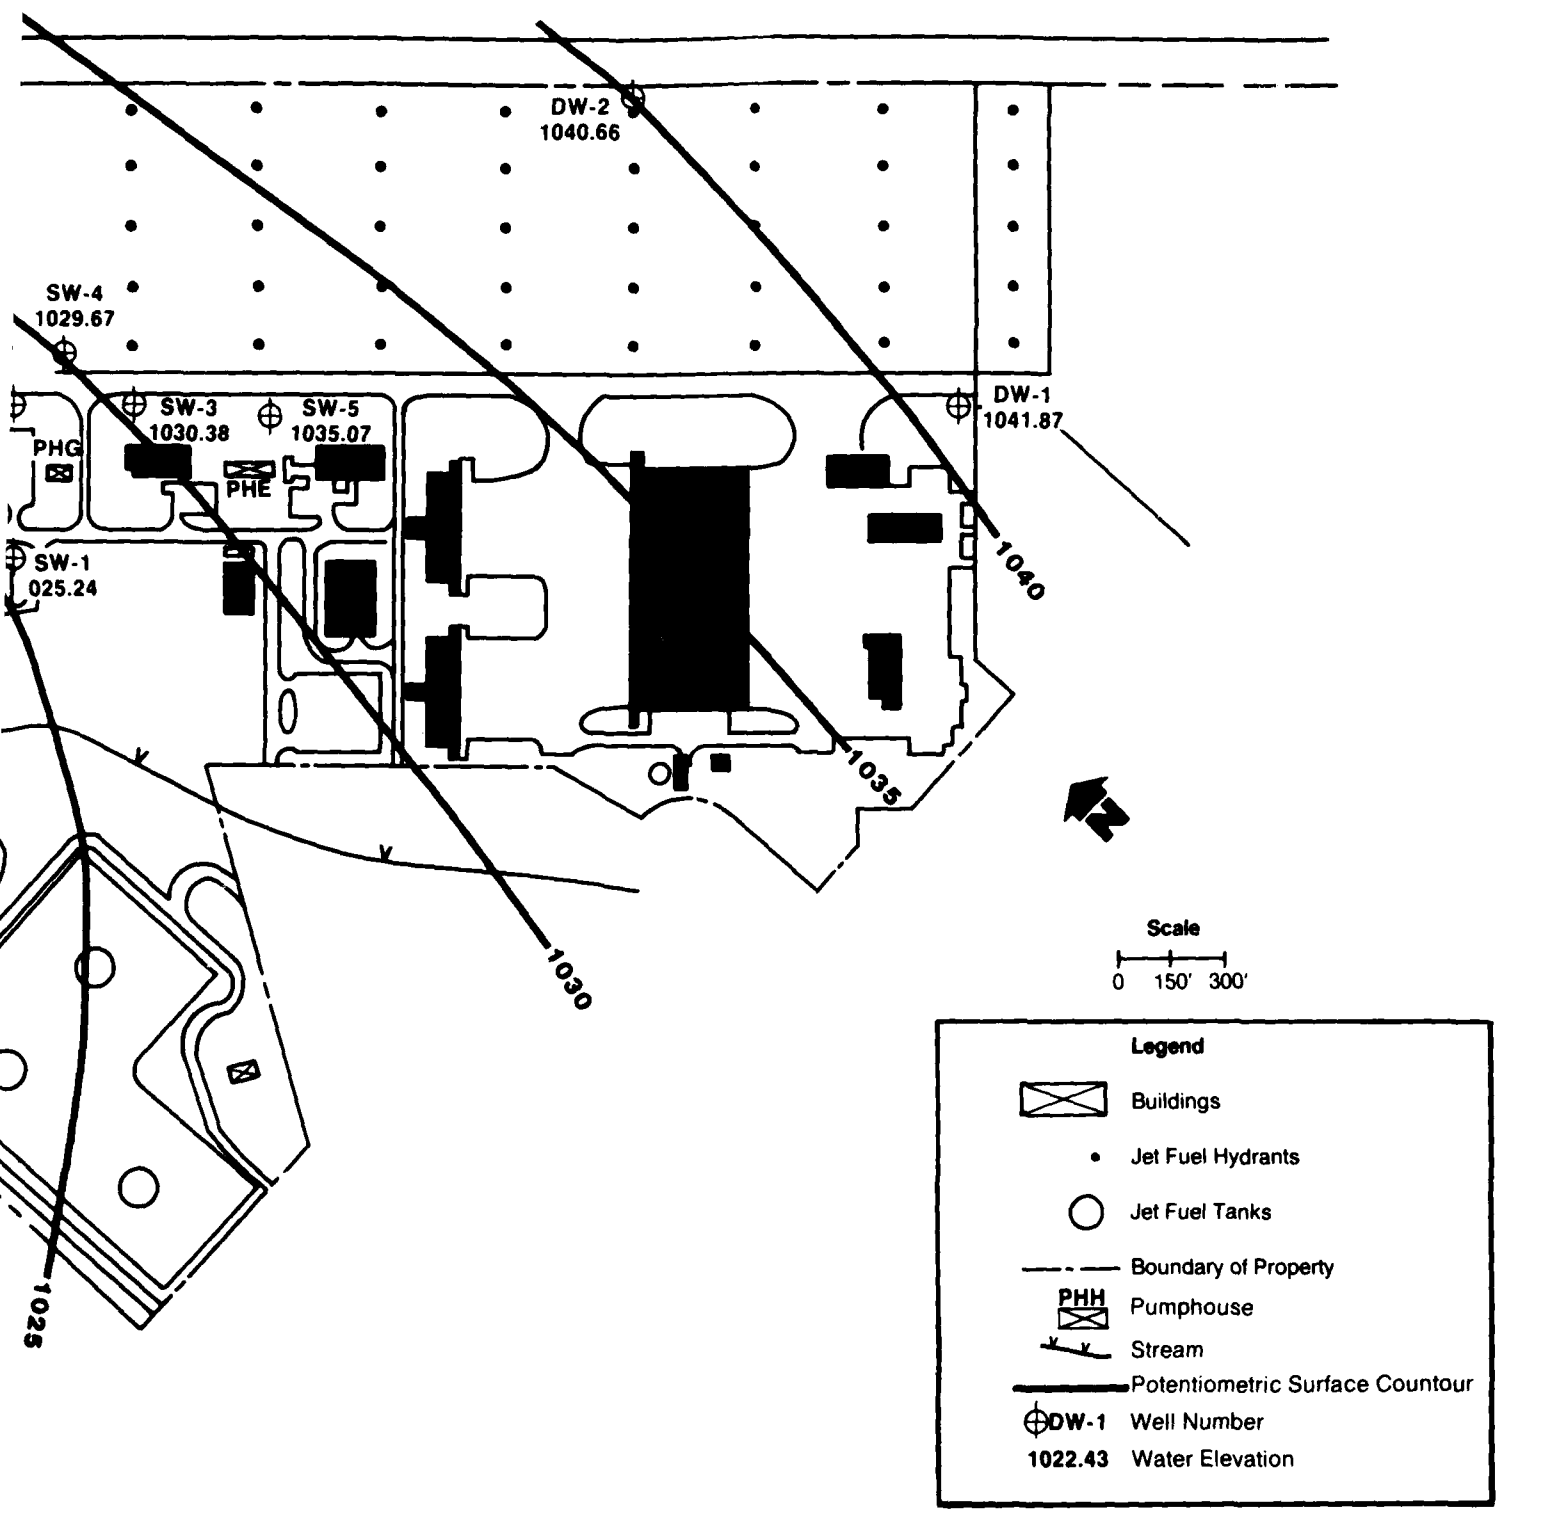 DW-2
1040.66
SW-4
1029.67
SW-3
1030.38
SW-5
1035.07
DW-1
1041.87
PHG
PHE
SW-1
025.24
1040
1035
1030
1025
N
Scale
0 150' 300'
Legend
Buildings
Jet Fuel Hydrants
Jet Fuel Tanks
Boundary of Property
PHH Pumphouse
Stream
Potentiometric Surface Countour
DW-1 Well Number
1022.43 Water Elevation